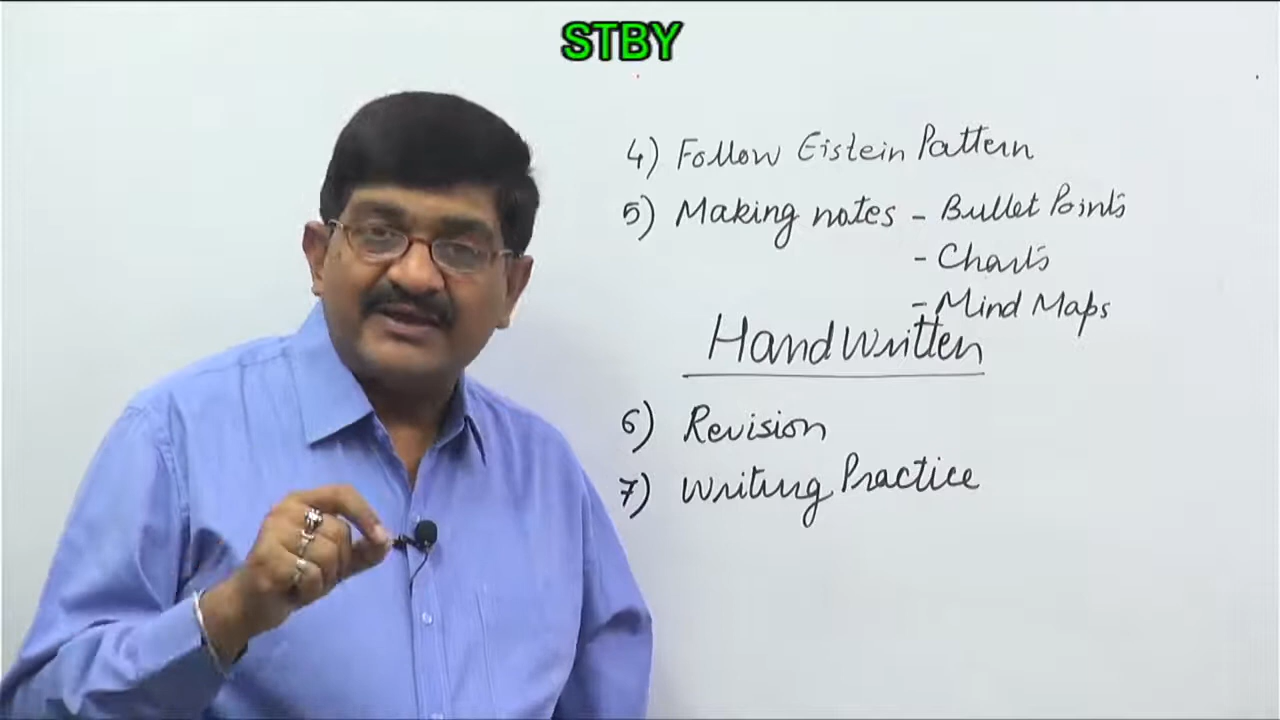 STBY
4) Follow Eistein Pattern
5) Making notes - Bullet Points
- Charts
- Mind Maps
Handwritten
6) Revision
7) Writing Practice